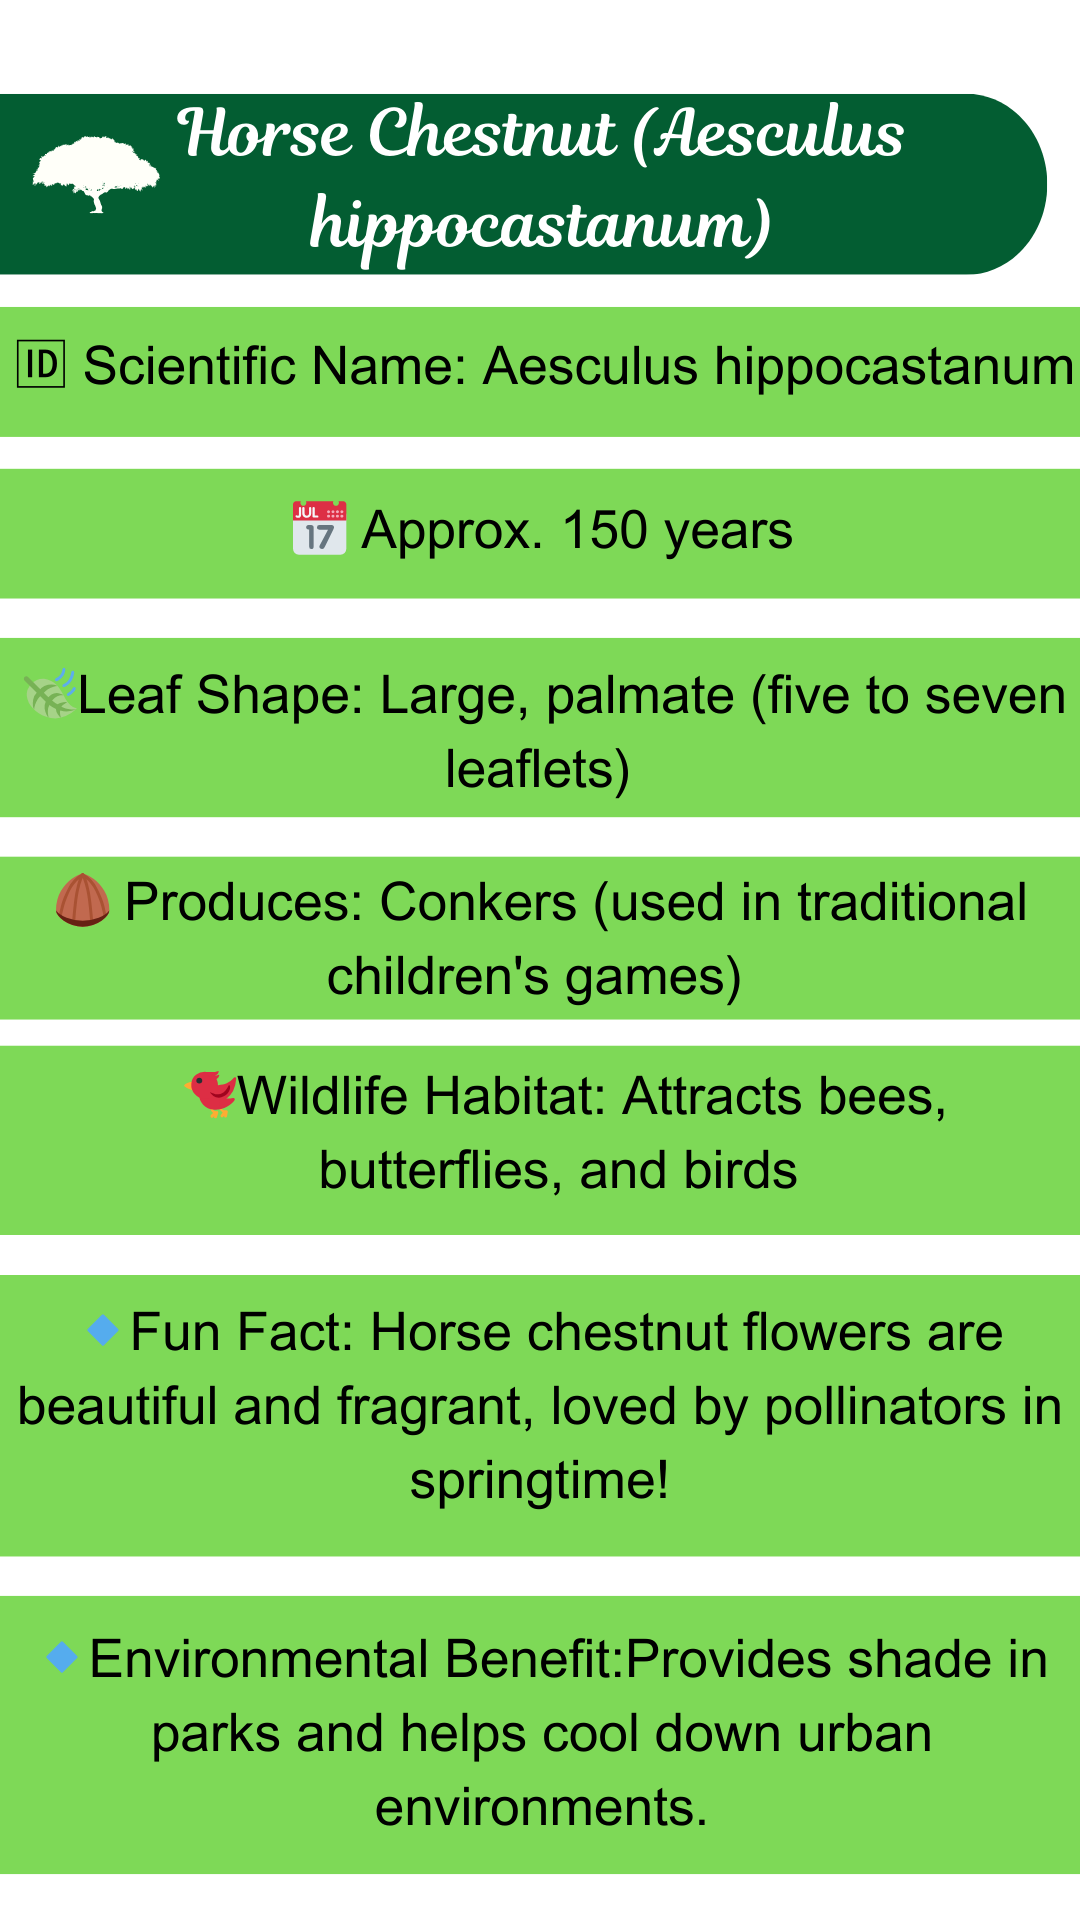 Horse Chestnut (Aesculus
hippocastanum)
🆔 Scientific Name: Aesculus hippocastanum
📅 Approx. 150 years
🍃Leaf Shape: Large, palmate (five to seven
leaflets)
🌰 Produces: Conkers (used in traditional
children's games)
🐦Wildlife Habitat: Attracts bees,
butterflies, and birds
🔹Fun Fact: Horse chestnut flowers are
beautiful and fragrant, loved by pollinators in
springtime!
🔹Environmental Benefit:Provides shade in
parks and helps cool down urban
environments.